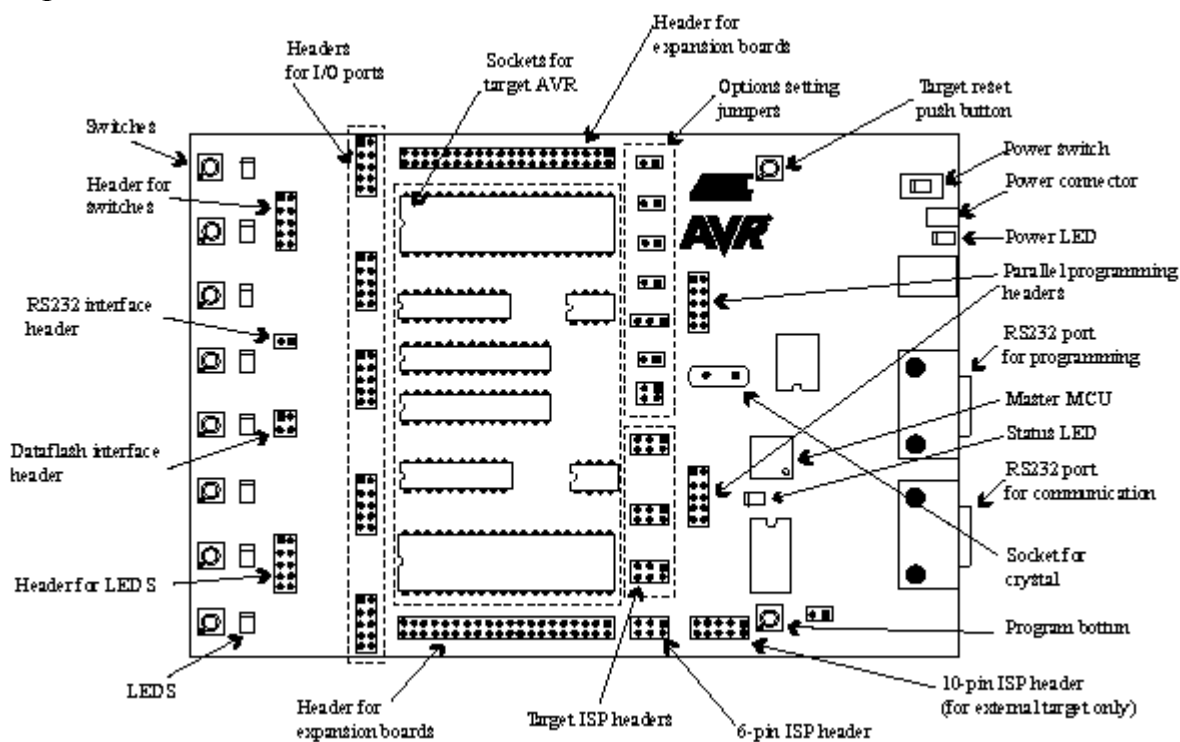 Header for
expansion boards
Headers
for I/O ports
Sockets for
target AVR
Options setting
jumpers
Target reset
push button
Switches
Power switch
Header for
switches
Power connector
AVR
Power LED
Parallel programming
headers
RS232 interface
header
RS232 port
for programming
Master MCU
Status LED
Dataflash interface
header
RS232 port
for communication
Socket for
crystal
Header for LEDS
Program bottum
LEDS
10-pin ISP header
(for external target only)
Header for
expansion boards
Target ISP headers
6-pin ISP header